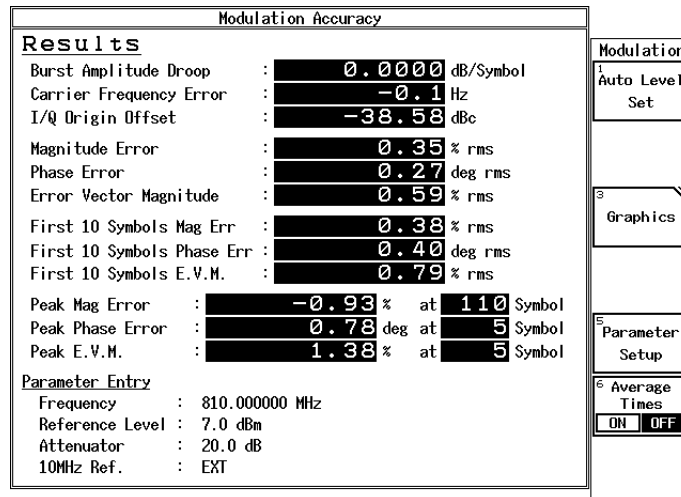 Modulation Accuracy
Results
Burst Amplitude Droop : 0.0000 dB/Symbol
Carrier Frequency Error : -0.1 Hz
I/Q Origin Offset : -38.58 dBc
Magnitude Error : 0.35 % rms
Phase Error : 0.27 deg rms
Error Vector Magnitude : 0.59 % rms
First 10 Symbols Mag Err : 0.38 % rms
First 10 Symbols Phase Err : 0.40 deg rms
First 10 Symbols E.V.M. : 0.79 % rms
Peak Mag Error : -0.93 % at 110 Symbol
Peak Phase Error : 0.78 deg at 5 Symbol
Peak E.V.M. : 1.38 % at 5 Symbol
Parameter Entry
Frequency : 810.000000 MHz
Reference Level : 7.0 dBm
Attenuator : 20.0 dB
10MHz Ref. : EXT
Modulation
1
Auto Level
Set
3
Graphics
5
Parameter
Setup
6 Average
Times
ON OFF